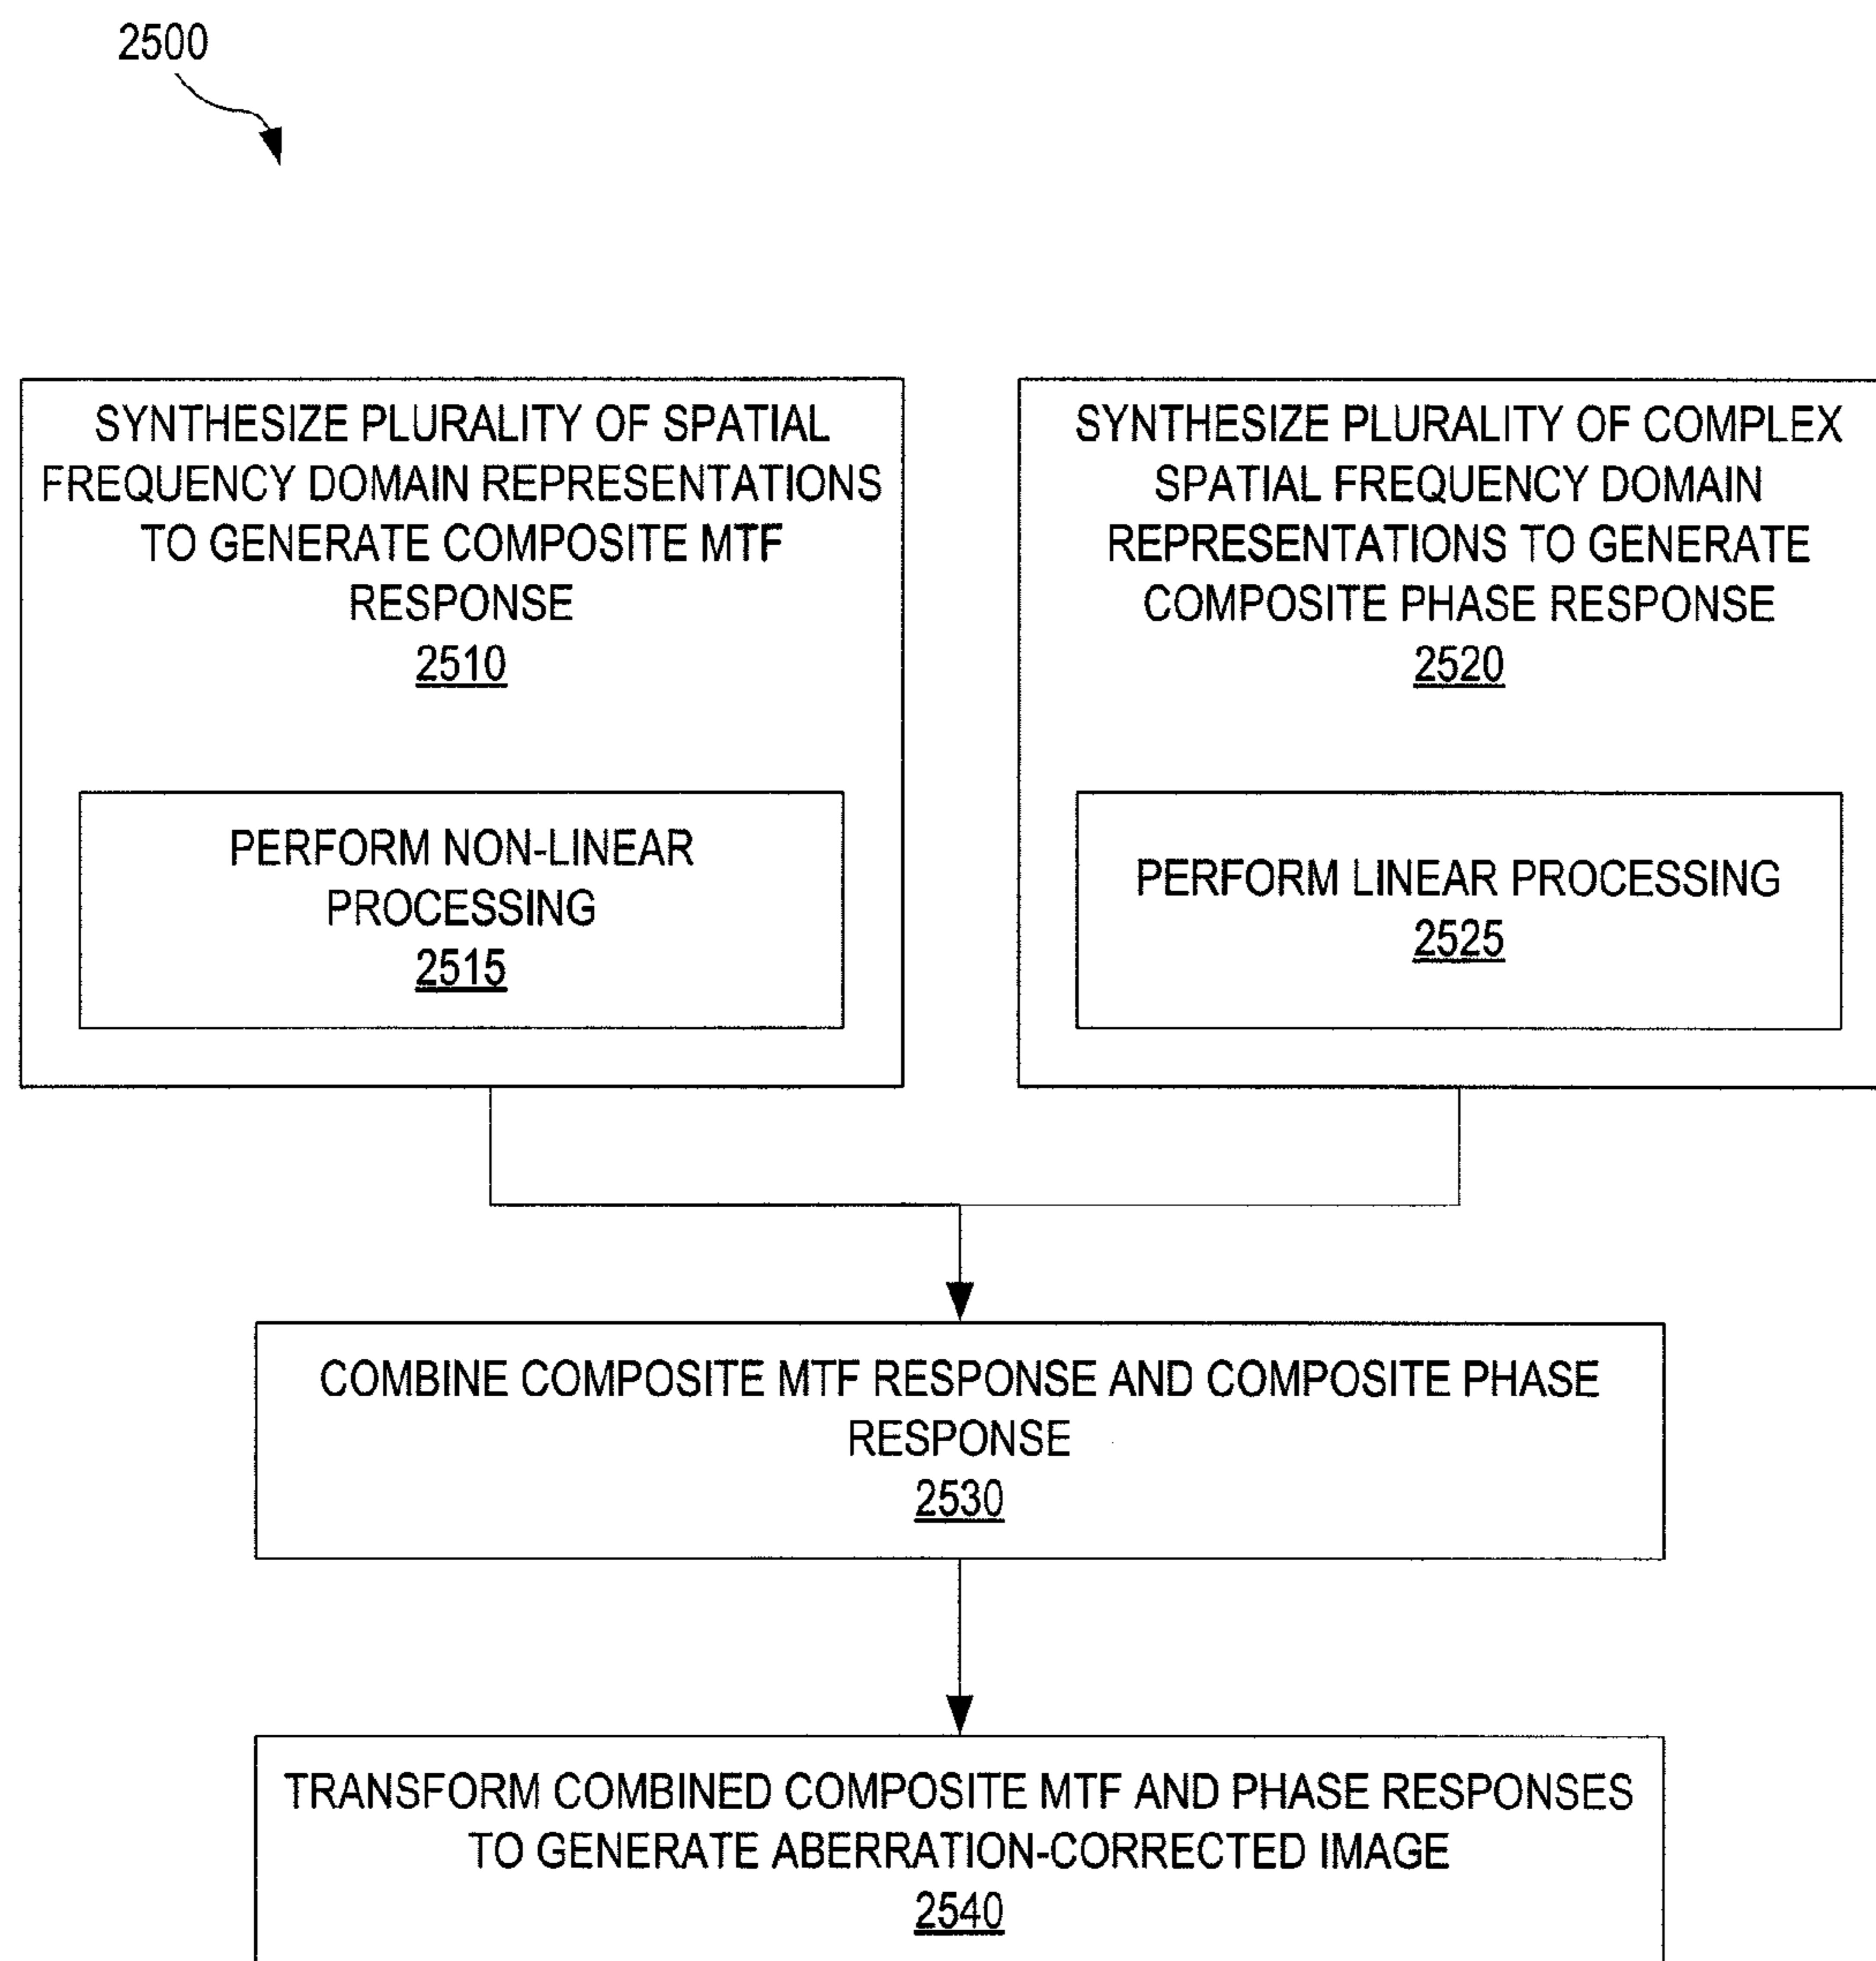 2500
SYNTHESIZE PLURALITY OF SPATIAL
FREQUENCY DOMAIN REPRESENTATIONS
TO GENERATE COMPOSITE MTF
RESPONSE
2510
PERFORM NON-LINEAR
PROCESSING
2515
SYNTHESIZE PLURALITY OF COMPLEX
SPATIAL FREQUENCY DOMAIN
REPRESENTATIONS TO GENERATE
COMPOSITE PHASE RESPONSE
2520
PERFORM LINEAR PROCESSING
2525
COMBINE COMPOSITE MTF RESPONSE AND COMPOSITE PHASE
RESPONSE
2530
TRANSFORM COMBINED COMPOSITE MTF AND PHASE RESPONSES
TO GENERATE ABERRATION-CORRECTED IMAGE
2540